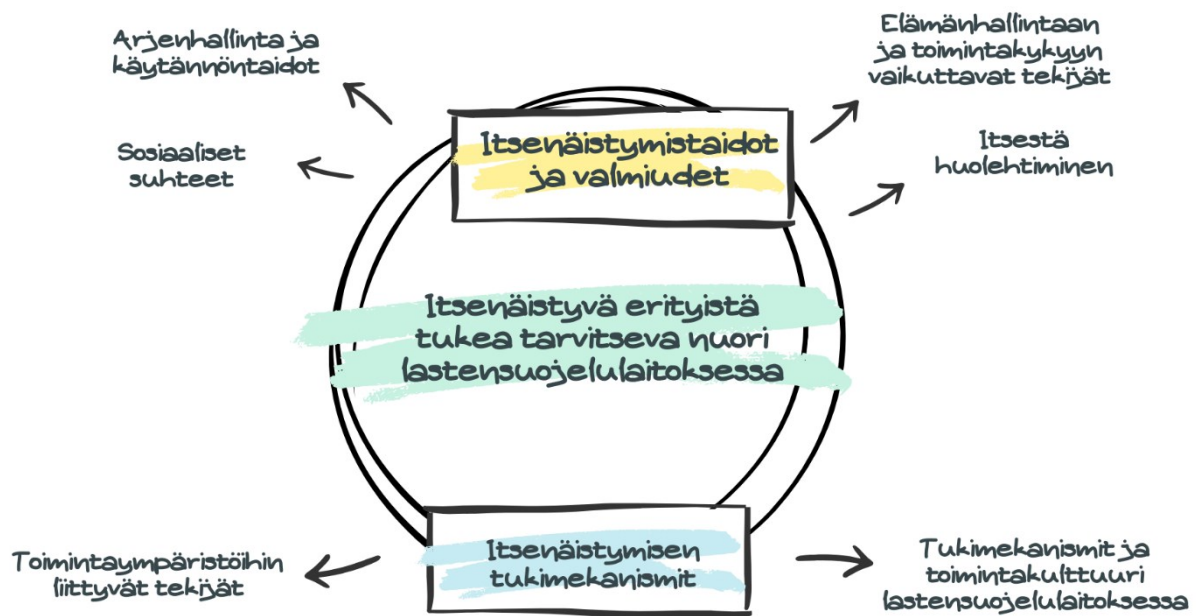 Arjenhallinta ja
käytännöntaidot
Elämänhallintaan
ja toimintakykyyn
vaikuttavat tekijät
Sosiaaliset
suhteet
Itsenäistymistaidot
ja valmiudet
Itsestä
huolehtiminen
Itsenäistyvä erityistä
tukea tarvitseva nuori
lastensuojelulaitoksessa
Toimintaympäristöihin
liittyvät tekijät
Itsenäistymisen
tukimekanismit
Tukimekanismit ja
toimintakulttuuri
lastensuojelulaitoksessa